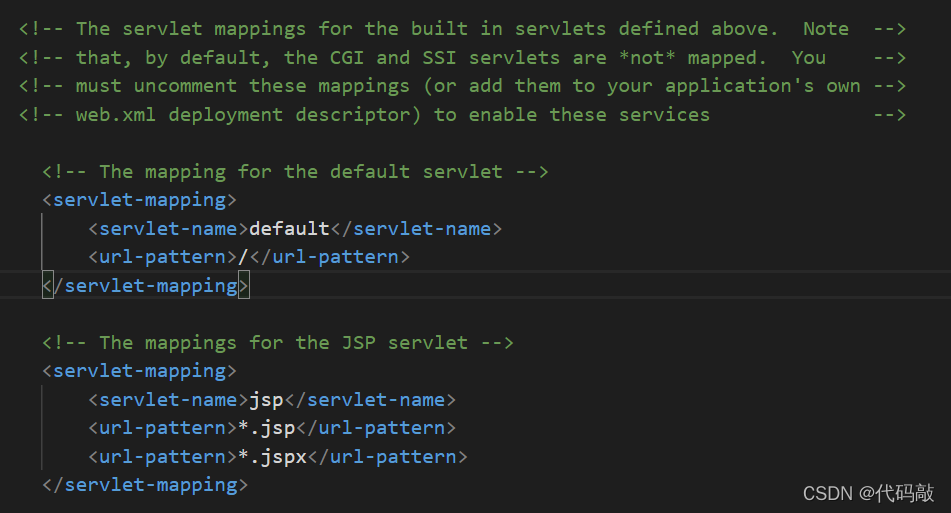 <!-- The servlet mappings for the built in servlets defined above.  Note  -->
<!-- that, by default, the CGI and SSI servlets are *not* mapped.  You    -->
<!-- must uncomment these mappings (or add them to your application's own -->
<!-- web.xml deployment descriptor) to enable these services              -->
<!-- The mapping for the default servlet -->
<servlet-mapping>
<servlet-name>default</servlet-name>
<url-pattern>/</url-pattern>
</servlet-mapping>
<!-- The mappings for the JSP servlet -->
<servlet-mapping>
<servlet-name>jsp</servlet-name>
<url-pattern>*.jsp</url-pattern>
<url-pattern>*.jspx</url-pattern>
</servlet-mapping>
CSDN @代码敲